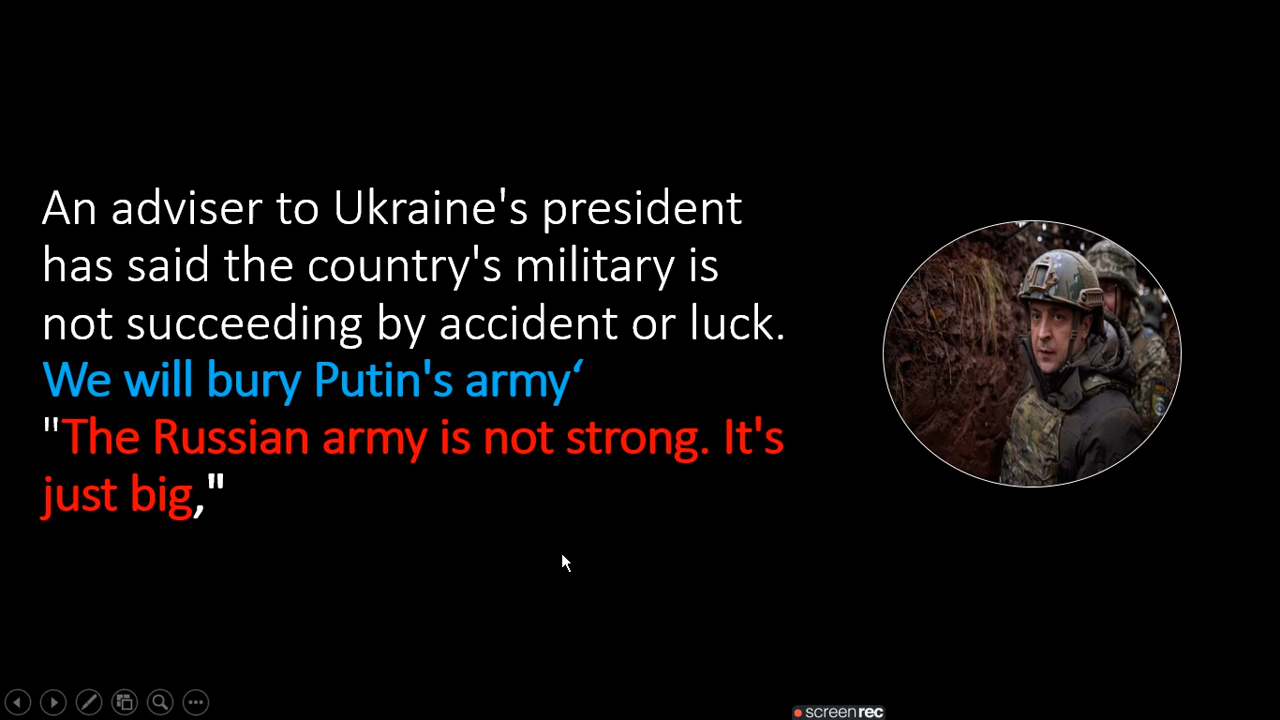 An adviser to Ukraine's president
has said the country's military is
not succeeding by accident or luck.
We will bury Putin's army‘
"The Russian army is not strong. It's
just big,"
screenrec